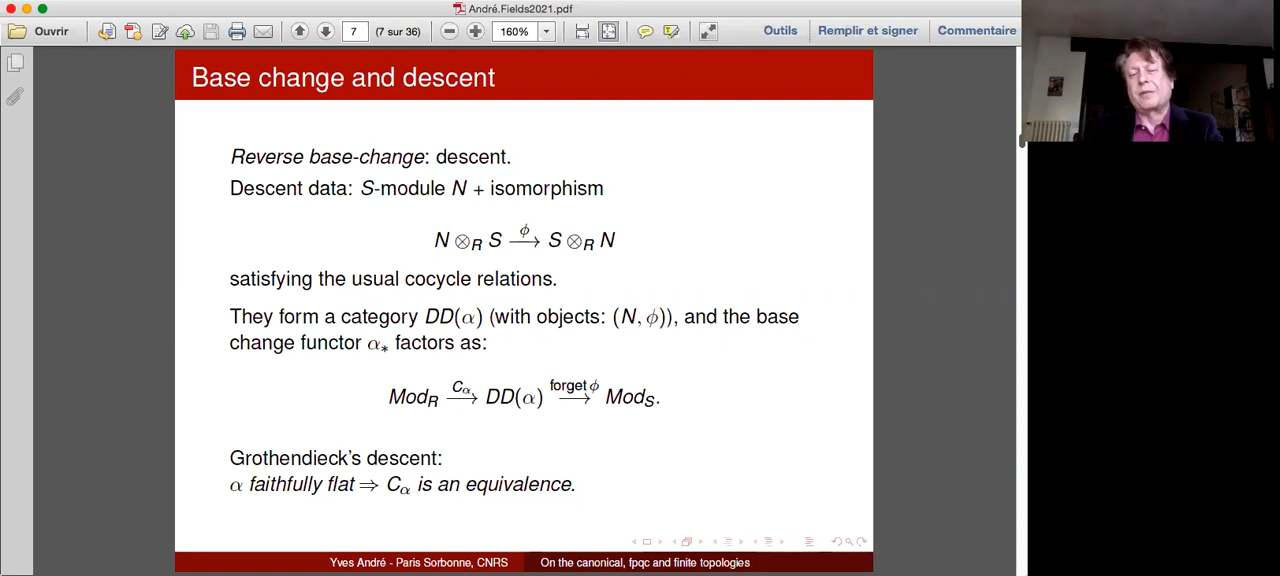 André.Fields2021.pdf
Ouvrir
7
(7 sur 36)
160%
Outils
Remplir et signer
Commentaire
Base change and descent
Reverse base-change: descent.
Descent data: S-module N + isomorphism
N ⊗_R S ⟶^ϕ S ⊗_R N
satisfying the usual cocycle relations.
They form a category DD(α) (with objects: (N, ϕ)), and the base
change functor α_* factors as:
Mod_R ⟶^{C_α} DD(α) ⟶^{forget ϕ} Mod_S.
Grothendieck's descent:
α faithfully flat ⇒ C_α is an equivalence.
Yves André - Paris Sorbonne, CNRS
On the canonical, fpqc and finite topologies